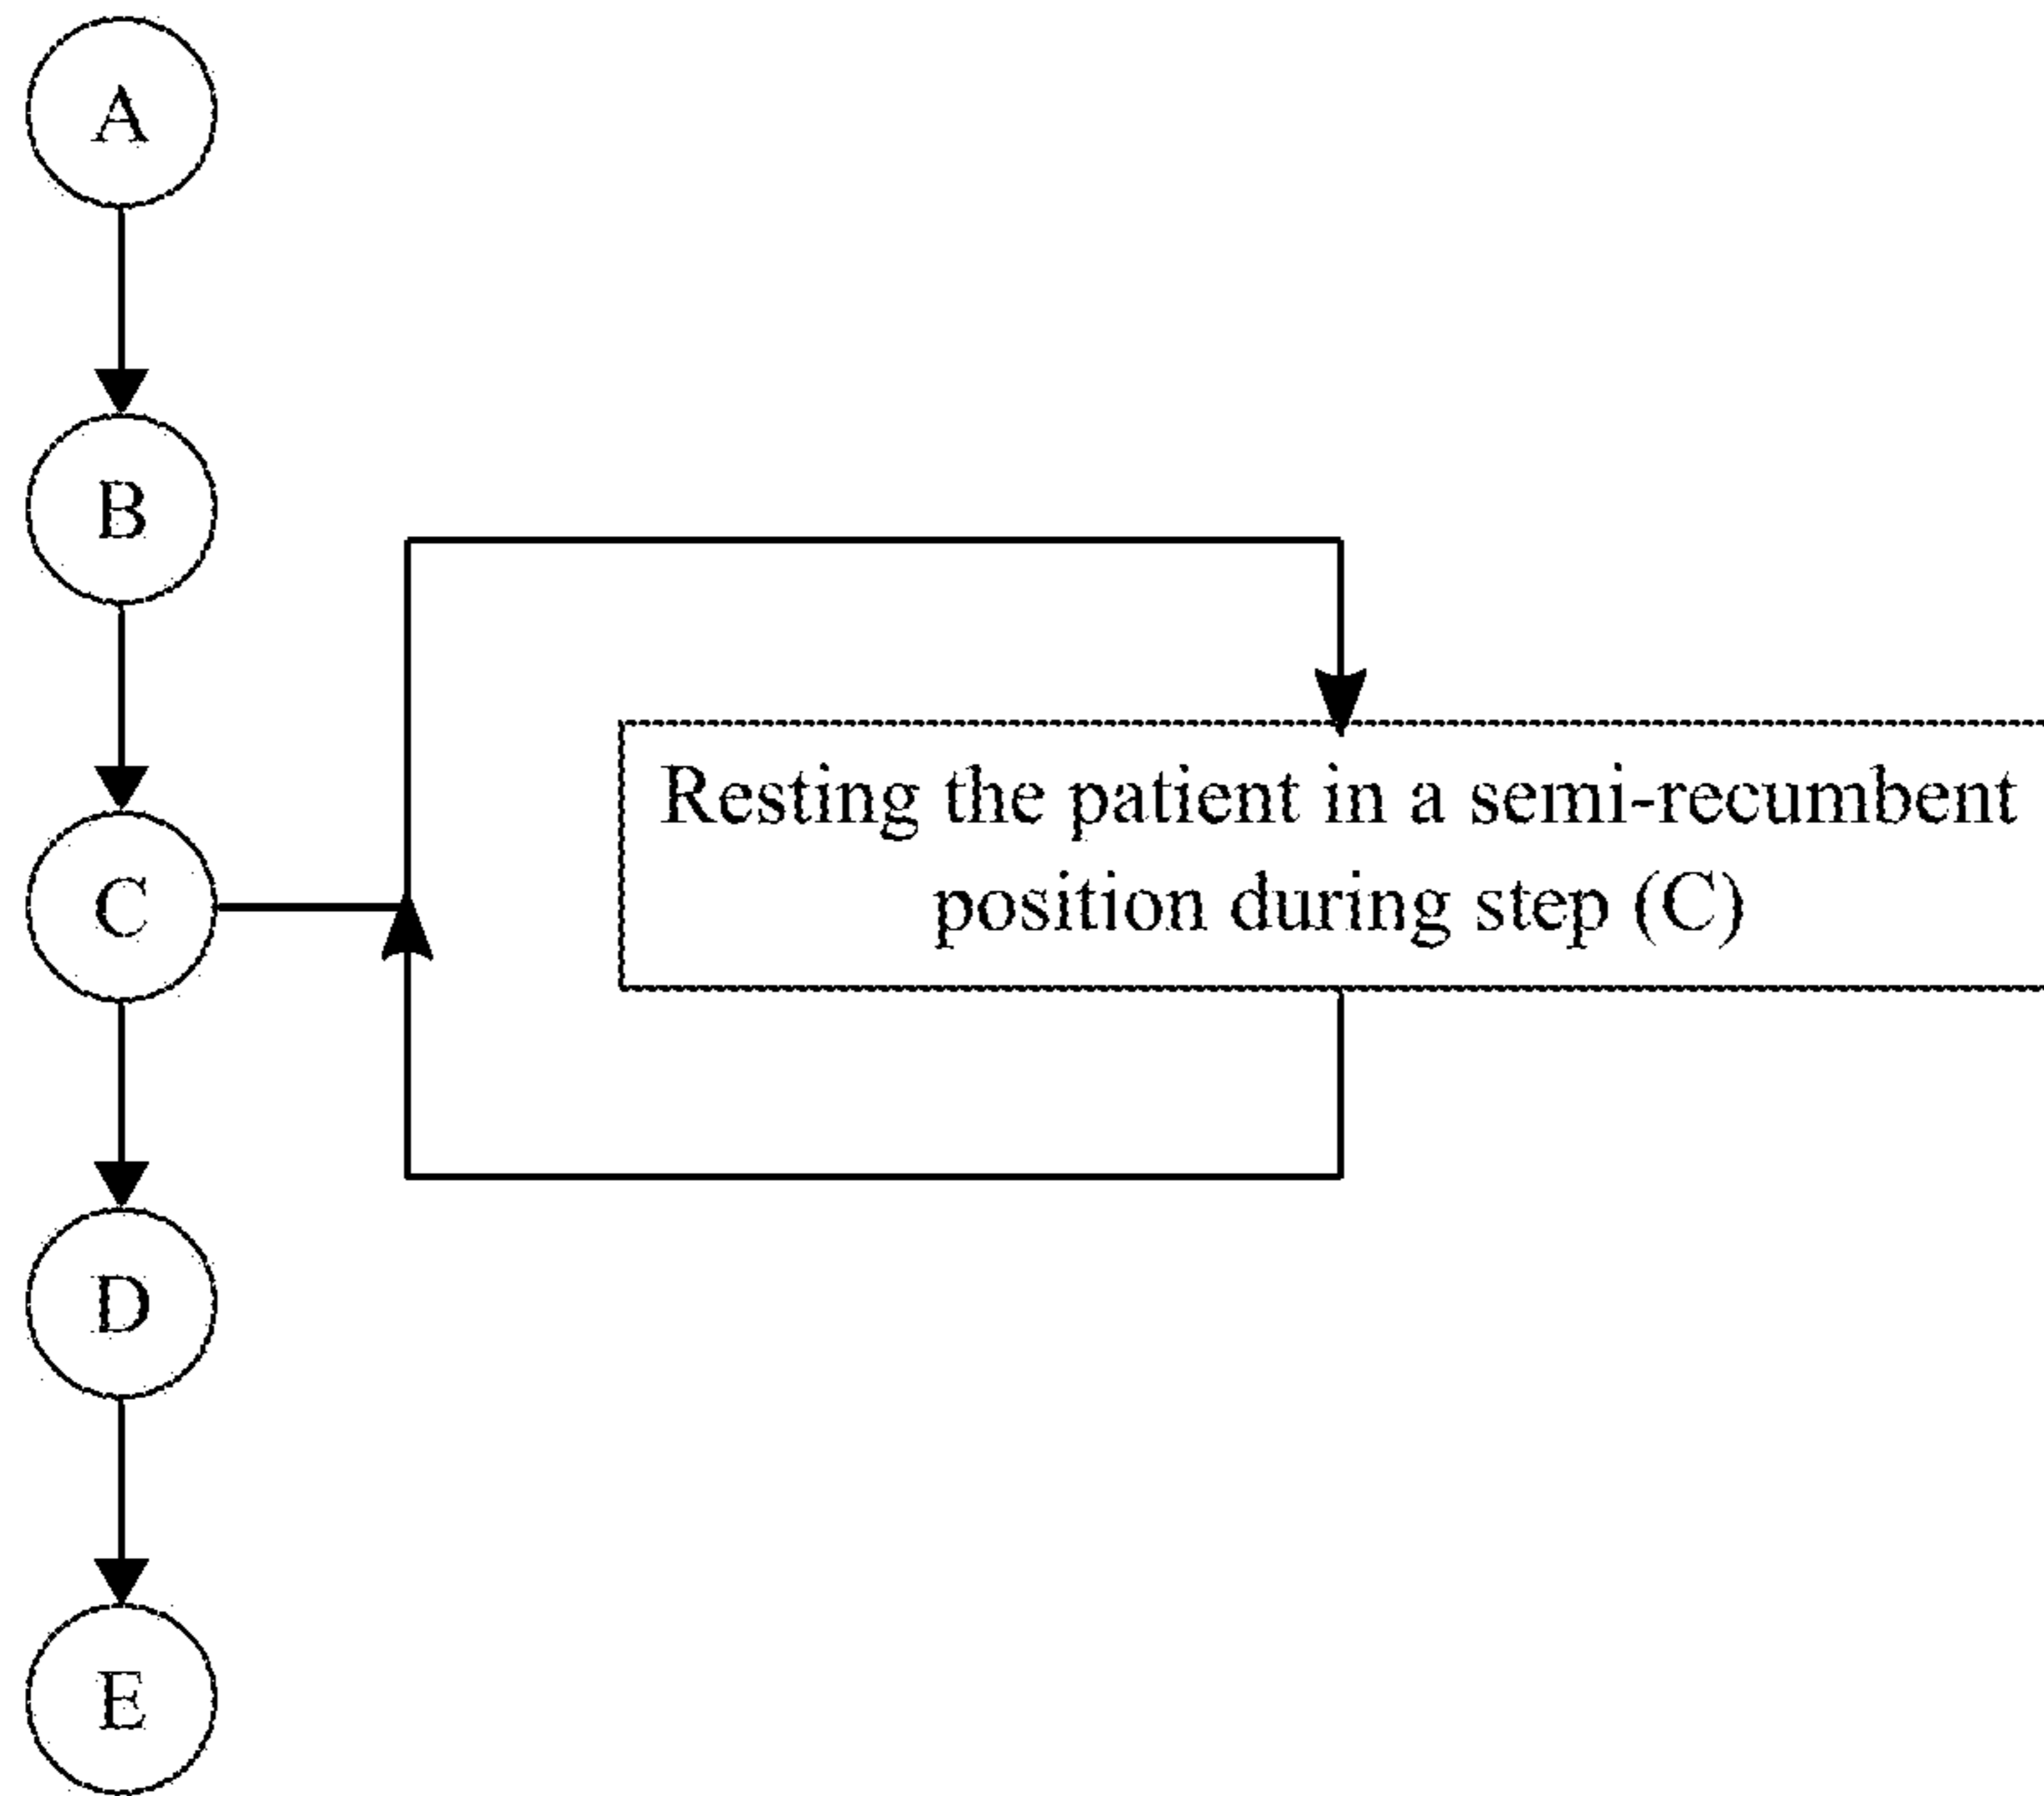 A
B
Resting the patient in a semi-recumbent
position during step (C)
C
D
E